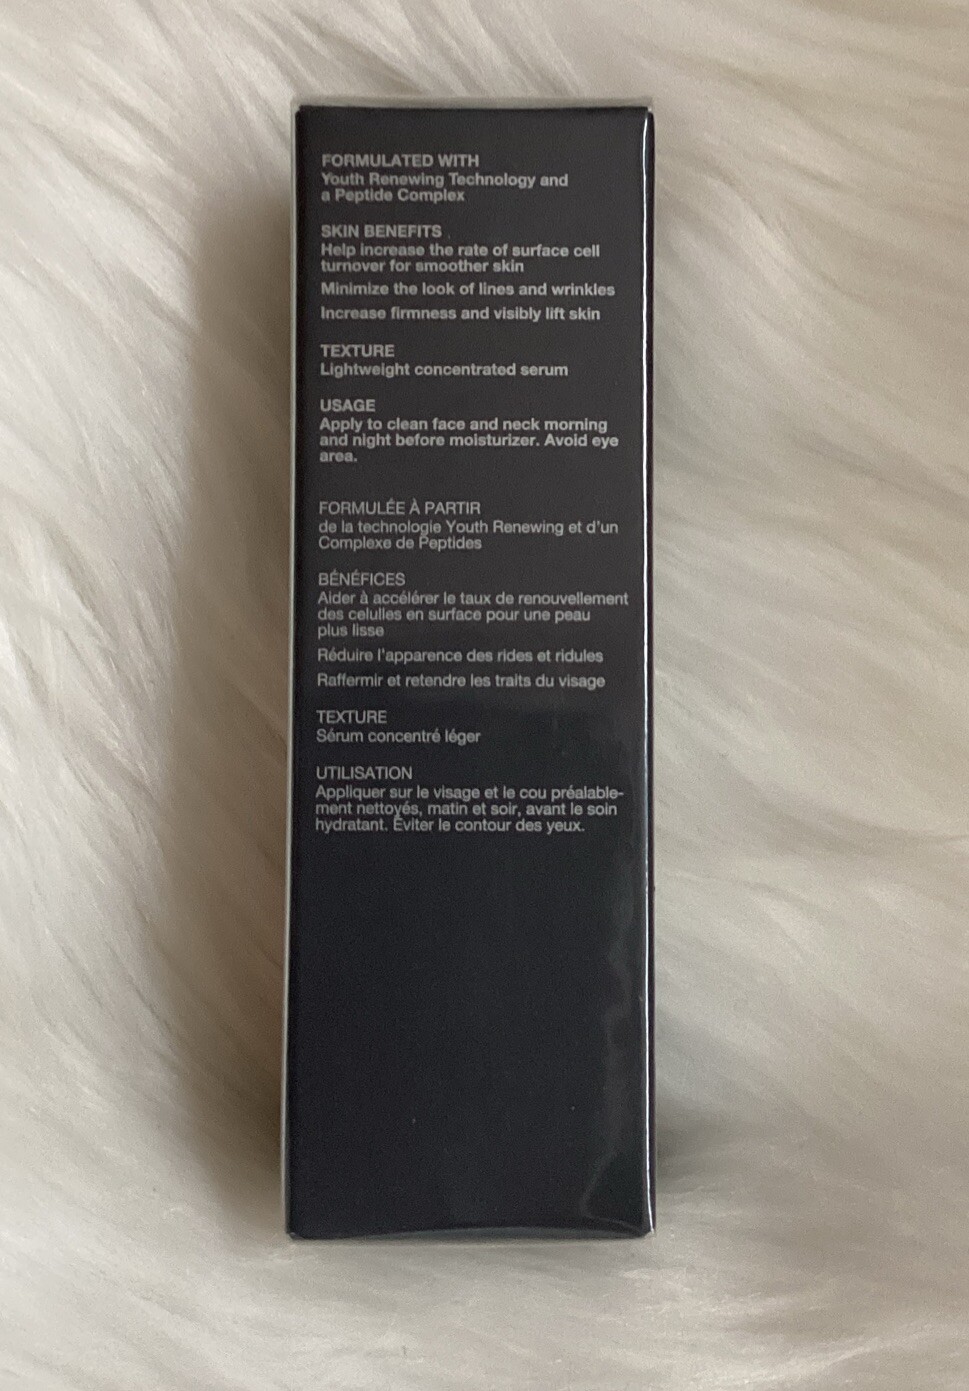 FORMULATED WITH
Youth Renewing Technology and
a Peptide Complex
SKIN BENEFITS
Help increase the rate of surface cell
turnover for smoother skin
Minimize the look of lines and wrinkles
Increase firmness and visibly lift skin
TEXTURE
Lightweight concentrated serum
USAGE
Apply to clean face and neck morning
and night before moisturizer. Avoid eye
area.
FORMULÉE À PARTIR
de la technologie Youth Renewing et d'un
Complexe de Peptides
BÉNÉFICES
Aider à accélérer le taux de renouvellement
des celulles en surface pour une peau
plus lisse
Réduire l'apparence des rides et ridules
Raffermir et retendre les traits du visage
TEXTURE
Sérum concentré léger
UTILISATION
Appliquer sur le visage et le cou préalable-
ment nettoyés, matin et soir, avant le soin
hydratant. Éviter le contour des yeux.